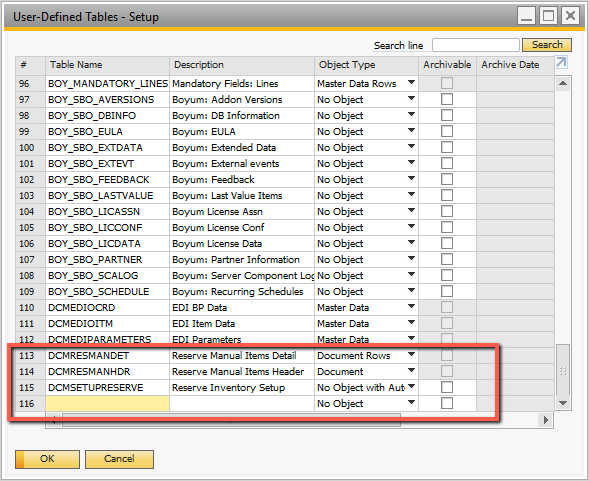 User-Defined Tables - Setup
Search line Search
# Table Name Description Object Type Archivable Archive Date
96 BOY_MANDATORY_LINES Mandatory Fields: Lines Master Data Rows
97 BOY_SBO_AVERSIONS Boyum: Addon Versions No Object
98 BOY_SBO_DBINFO Boyum: DB Information No Object
99 BOY_SBO_EULA Boyum: EULA No Object
100 BOY_SBO_EXTDATA Boyum: Extended Data No Object
101 BOY_SBO_EXTEVT Boyum: External events No Object
102 BOY_SBO_FEEDBACK Boyum: Feedback No Object
103 BOY_SBO_LASTVALUE Boyum: Last Value Items No Object
104 BOY_SBO_LICASSN Boyum License Assn No Object
105 BOY_SBO_LICCONF Boyum License Conf No Object
106 BOY_SBO_LICDATA Boyum License Data No Object
107 BOY_SBO_PARTNER Boyum: Partner Information No Object
108 BOY_SBO_SCALOG Boyum: Server Component Log No Object
109 BOY_SBO_SCHEDULE Boyum: Recurring Schedules No Object
110 DCMEDIOCRD EDI BP Data Master Data
111 DCMEDIOITM EDI Item Data Master Data
112 DCMEDIPARAMETERS EDI Parameters Master Data
113 DCMRESMANDET Reserve Manual Items Detail Document Rows
114 DCMRESMANHDR Reserve Manual Items Header Document
115 DCMSETUPRESERVE Reserve Inventory Setup No Object with Aut
116 No Object
OK Cancel